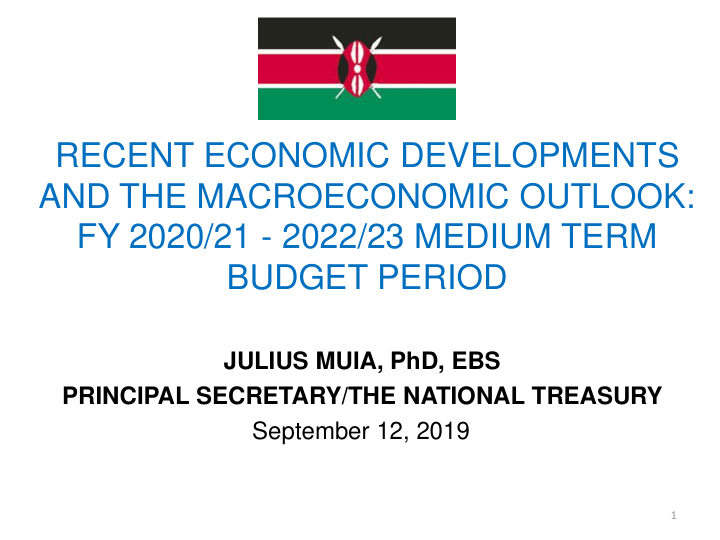 RECENT ECONOMIC DEVELOPMENTS
AND THE MACROECONOMIC OUTLOOK:
FY 2020/21 - 2022/23 MEDIUM TERM
BUDGET PERIOD
JULIUS MUIA, PhD, EBS
PRINCIPAL SECRETARY/THE NATIONAL TREASURY
September 12, 2019
1